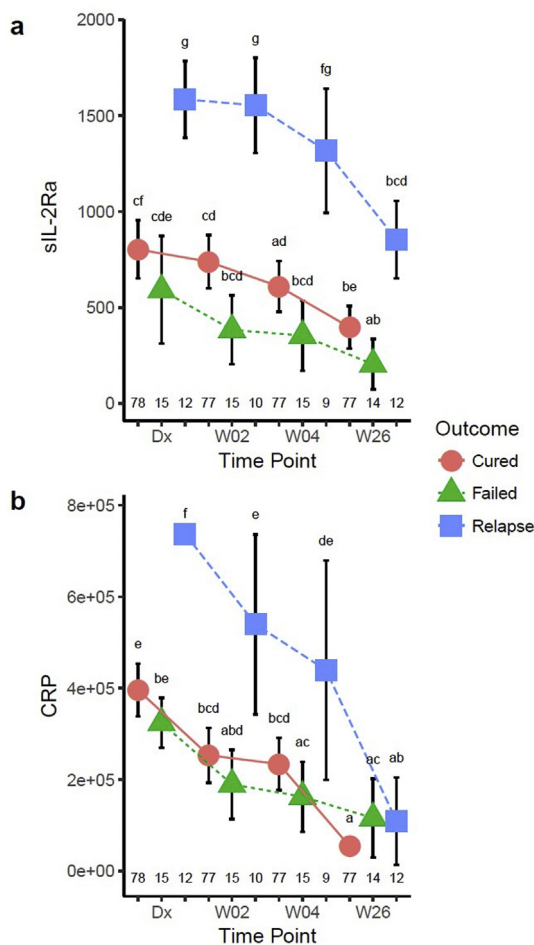 a
2000
1500
1000
500
0
sIL-2Ra
g
g
fg
bcd
cf
cde
cd
bcd
ad
bcd
be
ab
78 15 12 77 15 10 77 15 9 77 14 12
Dx W02 W04 W26
Time Point
Outcome
Cured
Failed
Relapse
b
8e+05
6e+05
4e+05
2e+05
0e+00
CRP
f
e
de
e
be
bcd
abd
bcd
ac
a
ac
ab
78 15 12 77 15 10 77 15 9 77 14 12
Dx W02 W04 W26
Time Point